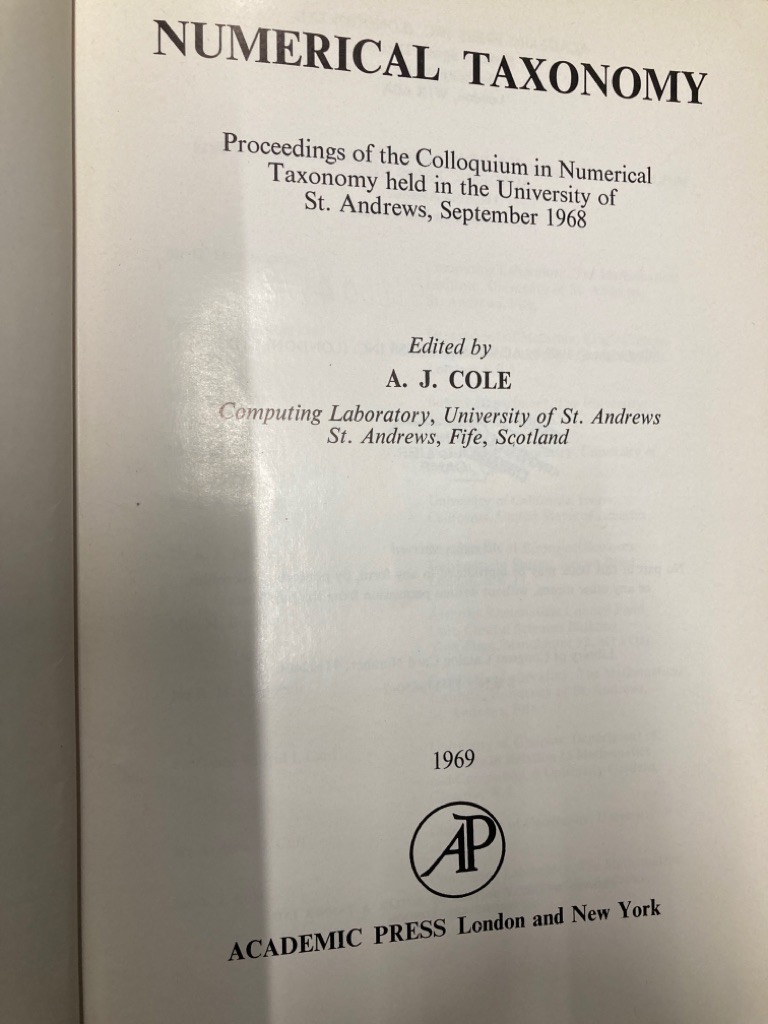 NUMERICAL TAXONOMY
Proceedings of the Colloquium in Numerical
Taxonomy held in the University of
St. Andrews, September 1968
Edited by
A. J. COLE
Computing Laboratory, University of St. Andrews
St. Andrews, Fife, Scotland
1969
AP
ACADEMIC PRESS London and New York